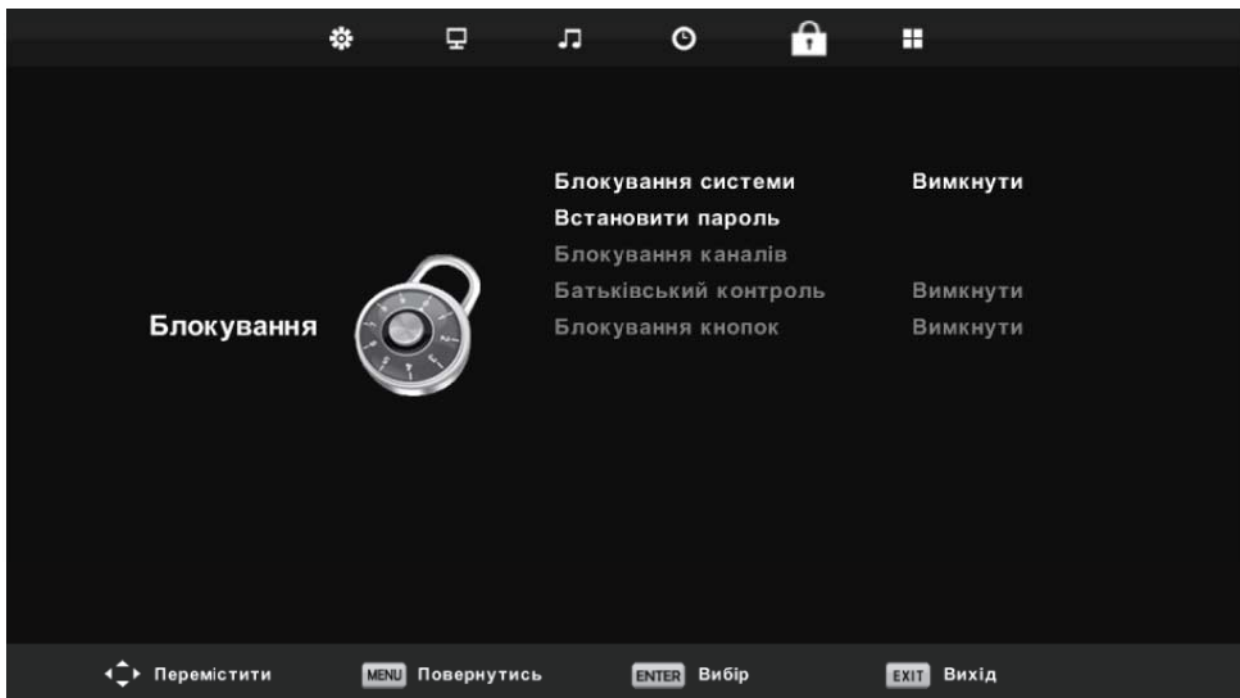 Блокування системи Вимкнути
Встановити пароль
Блокування каналів
Батьківський контроль Вимкнути
Блокування кнопок Вимкнути
Блокування
Перемістити MENU Повернутись ENTER Вибір EXIT Вихід